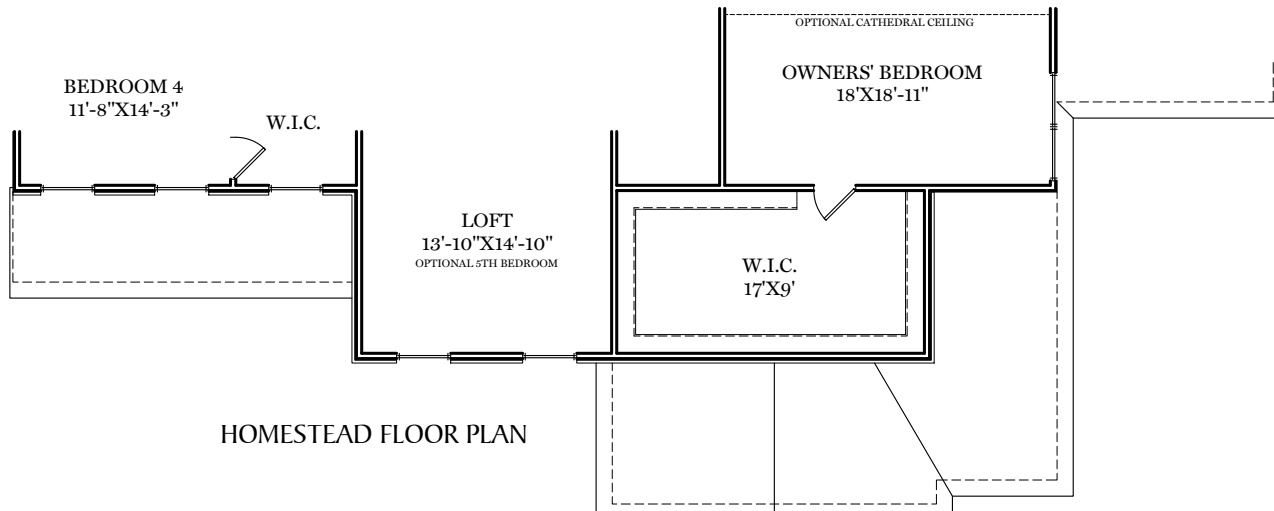 OPTIONAL CATHEDRAL CEILING
OWNERS' BEDROOM
18'X18'-11"
BEDROOM 4
11'-8"X14'-3"
W.I.C.
LOFT
13'-10"X14'-10"
OPTIONAL 5TH BEDROOM
W.I.C.
17'X9'
HOMESTEAD FLOOR PLAN